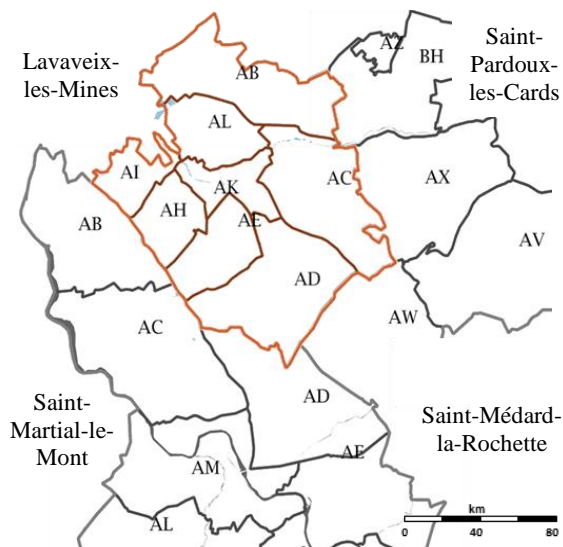 Lavaveix-
les-Mines
Saint-
Pardoux-
les-Cards
AZ
BH
AB
AL
AI
AK
AC
AX
AH
AB
AE
AV
AD
AW
AC
AD
Saint-
Martial-le-
Mont
Saint-Médard-
la-Rochette
AE
AM
AL
km
0 40 80